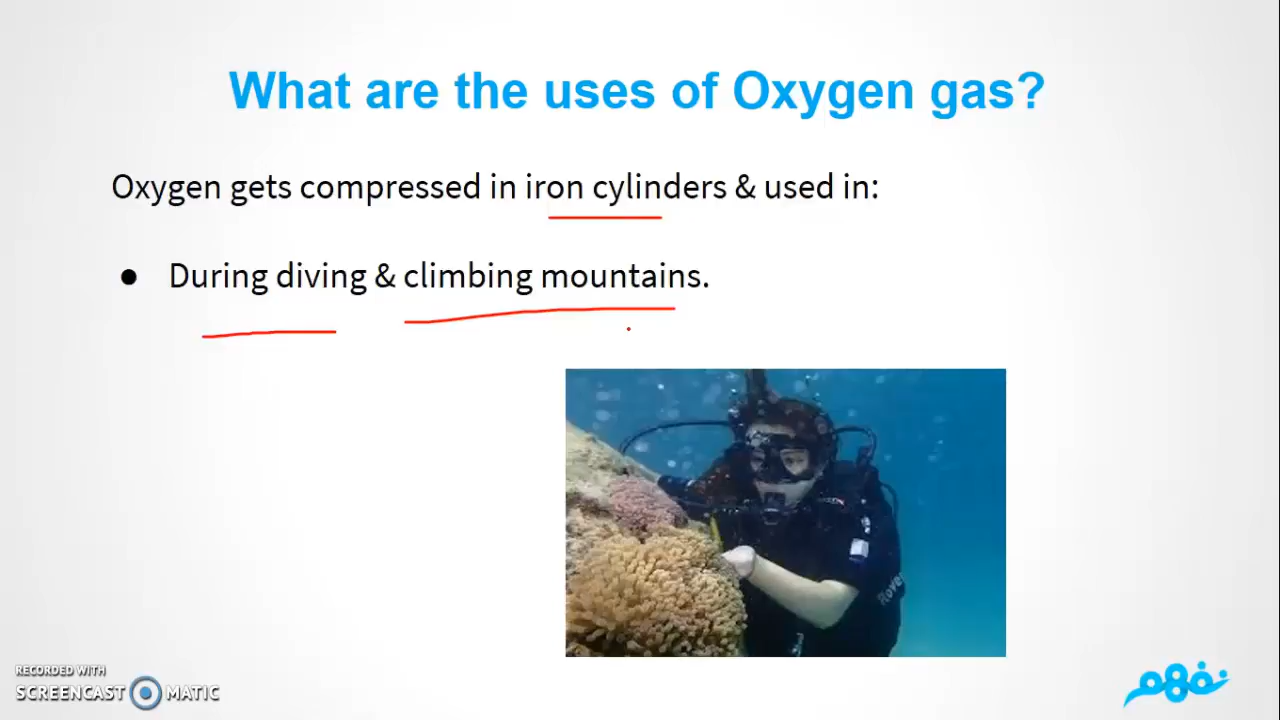 What are the uses of Oxygen gas?
Oxygen gets compressed in iron cylinders & used in:
● During diving & climbing mountains.
RECORDED WITH
SCREENCAST MATIC
نفهم